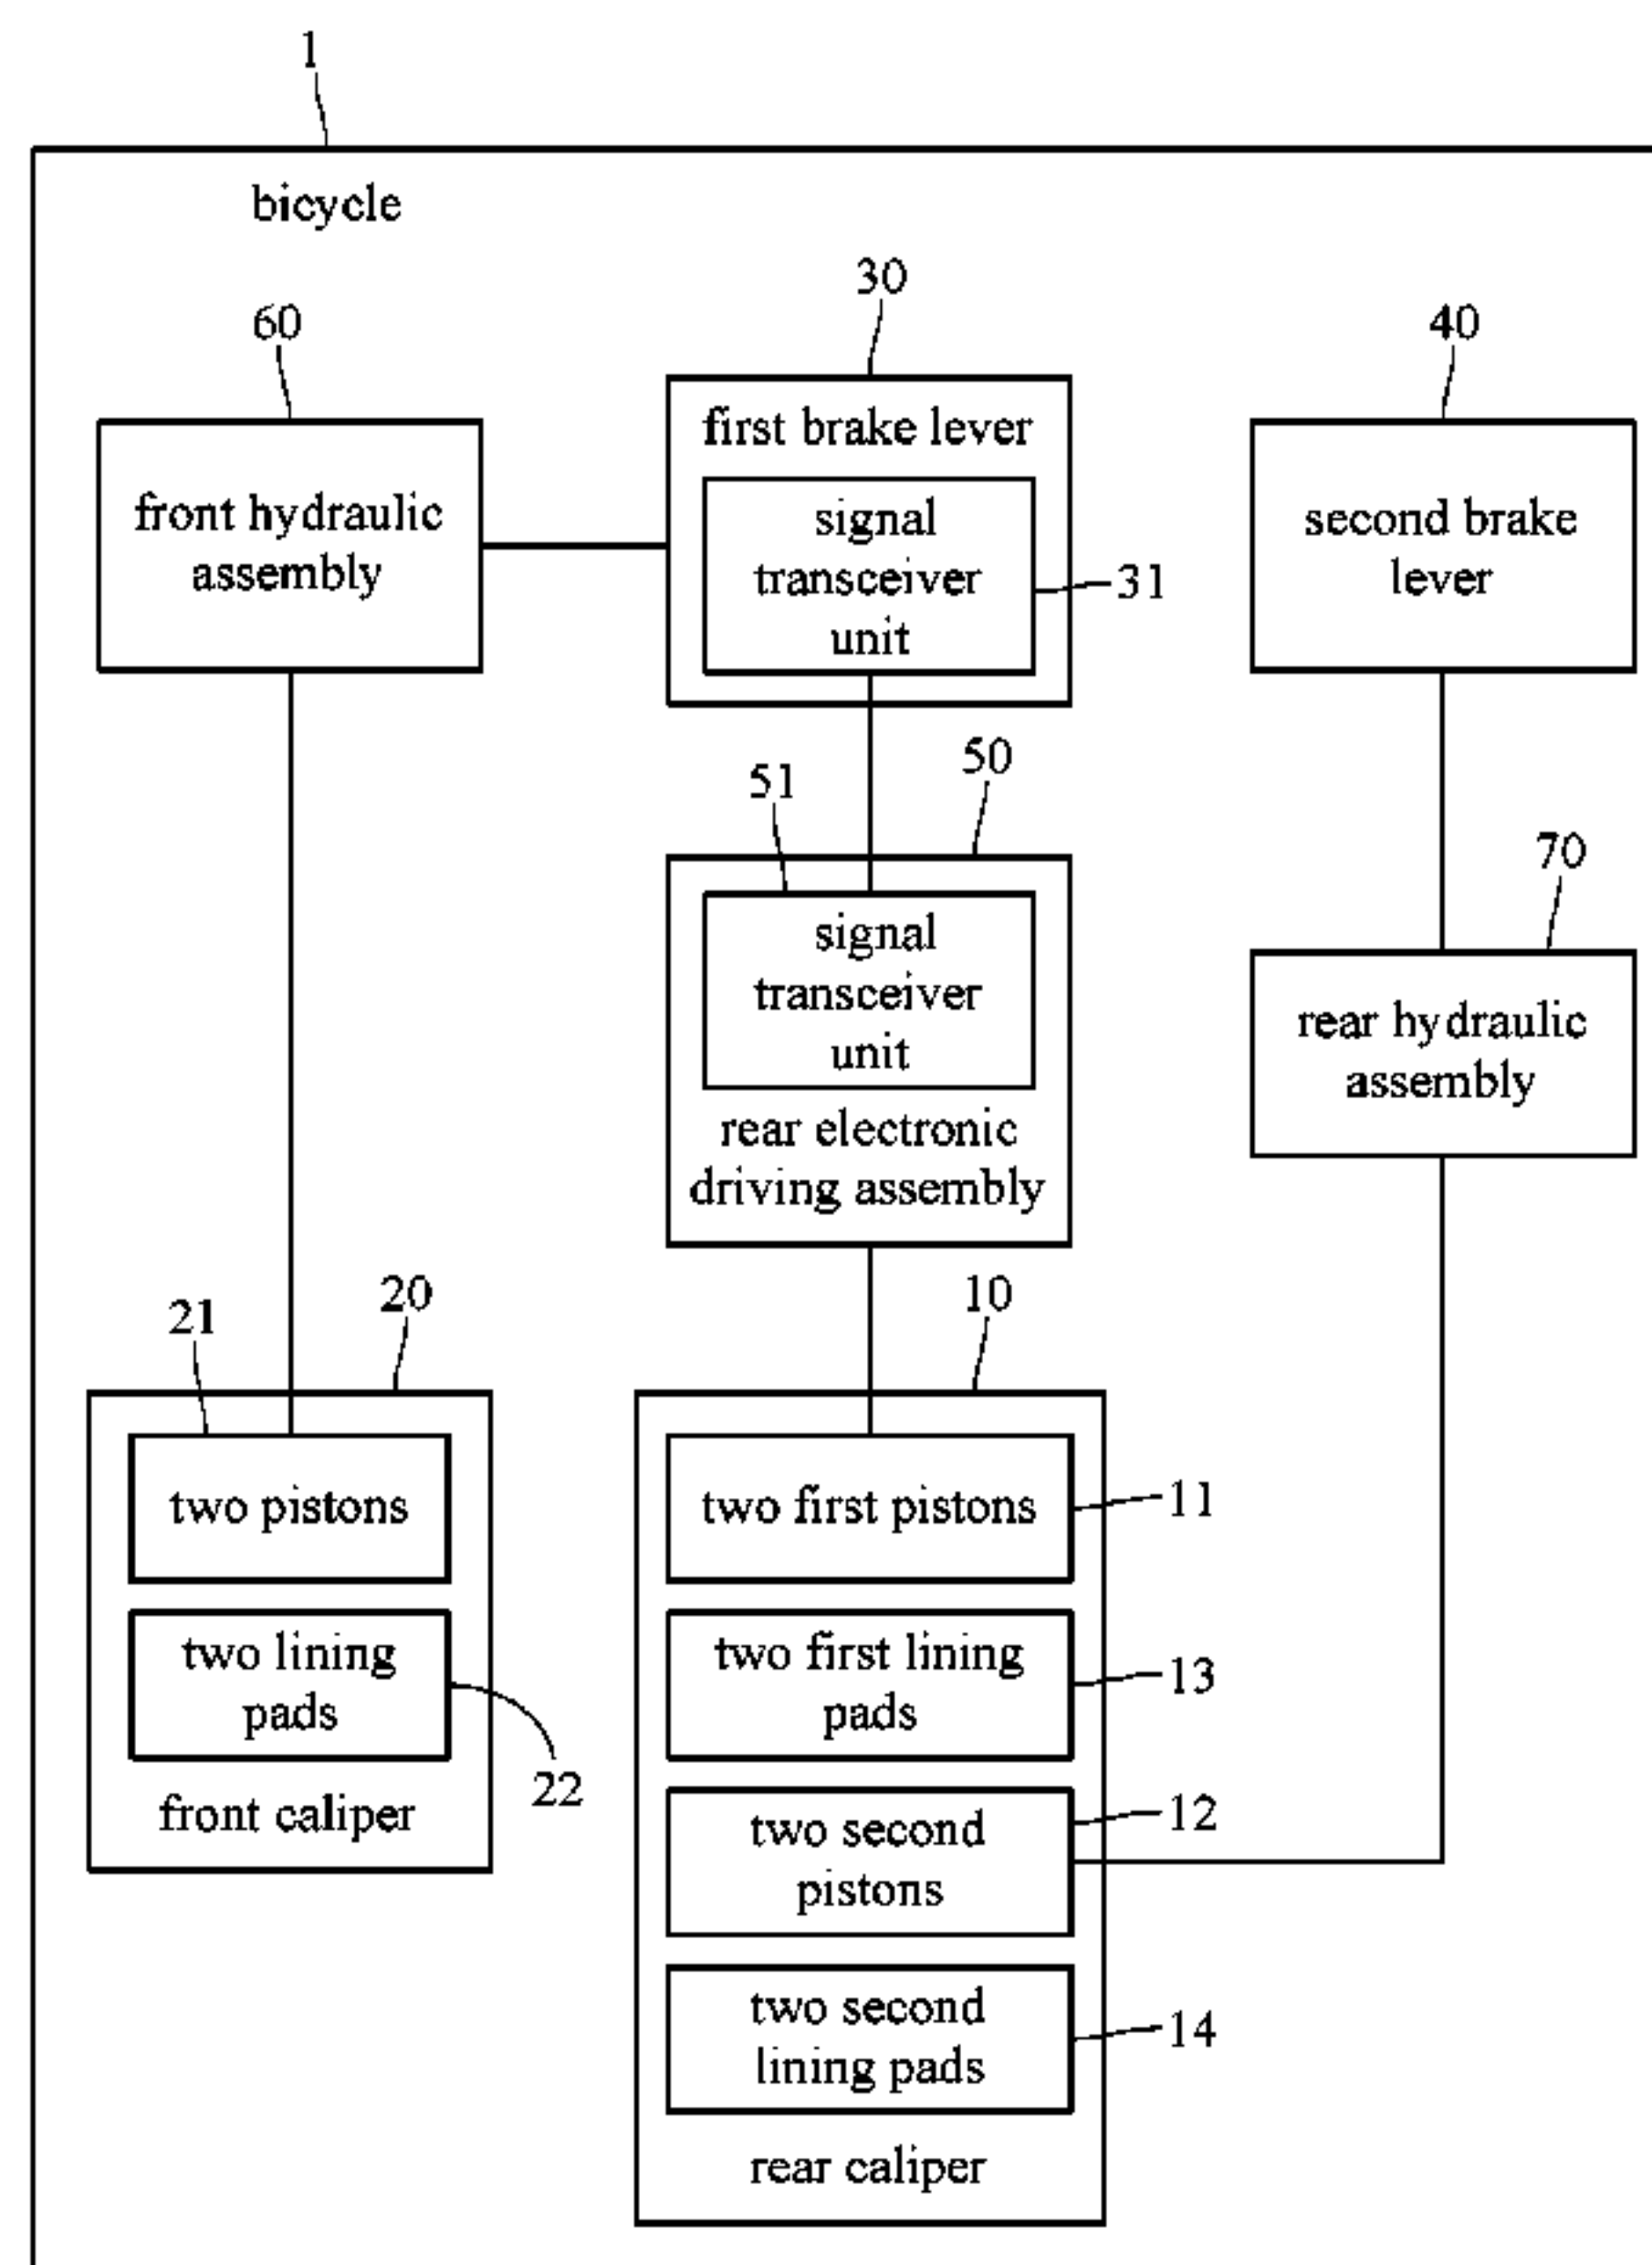 1
bicycle
60
30
40
front hydraulic
assembly
first brake lever
signal
transceiver
unit
31
second brake
lever
51
50
70
signal
transceiver
unit
rear electronic
driving assembly
rear hydraulic
assembly
21
20
10
two pistons
two lining
pads
22
front caliper
two first pistons
11
two first lining
pads
13
two second
pistons
12
two second
lining pads
14
rear caliper